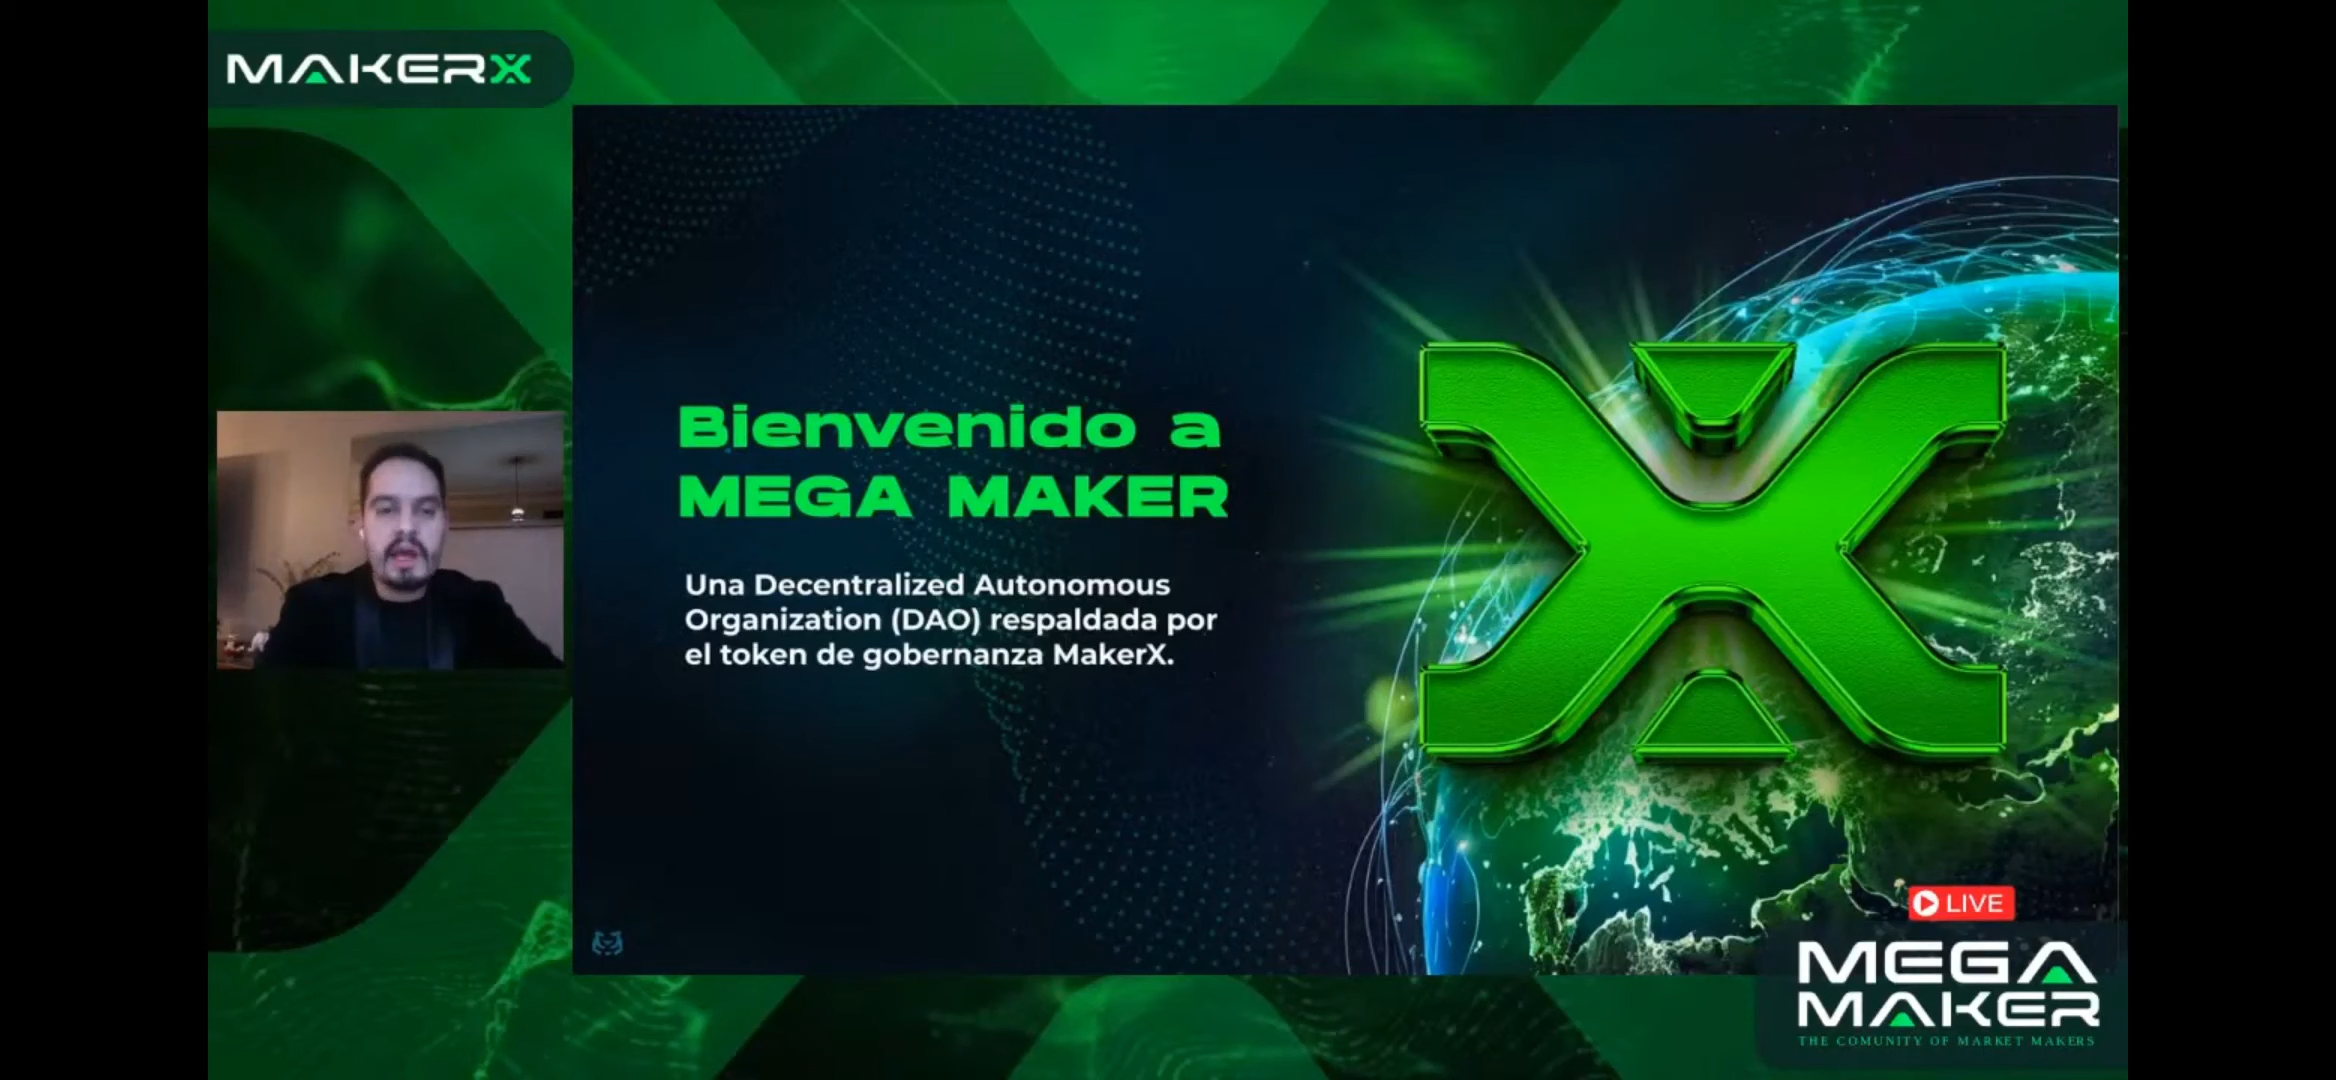 MAKERX
Bienvenido a
MEGA MAKER
Una Decentralized Autonomous
Organization (DAO) respaldada por
el token de gobernanza MakerX.
LIVE
MEGA
MAKER
THE COMUNITY OF MARKET MAKERS